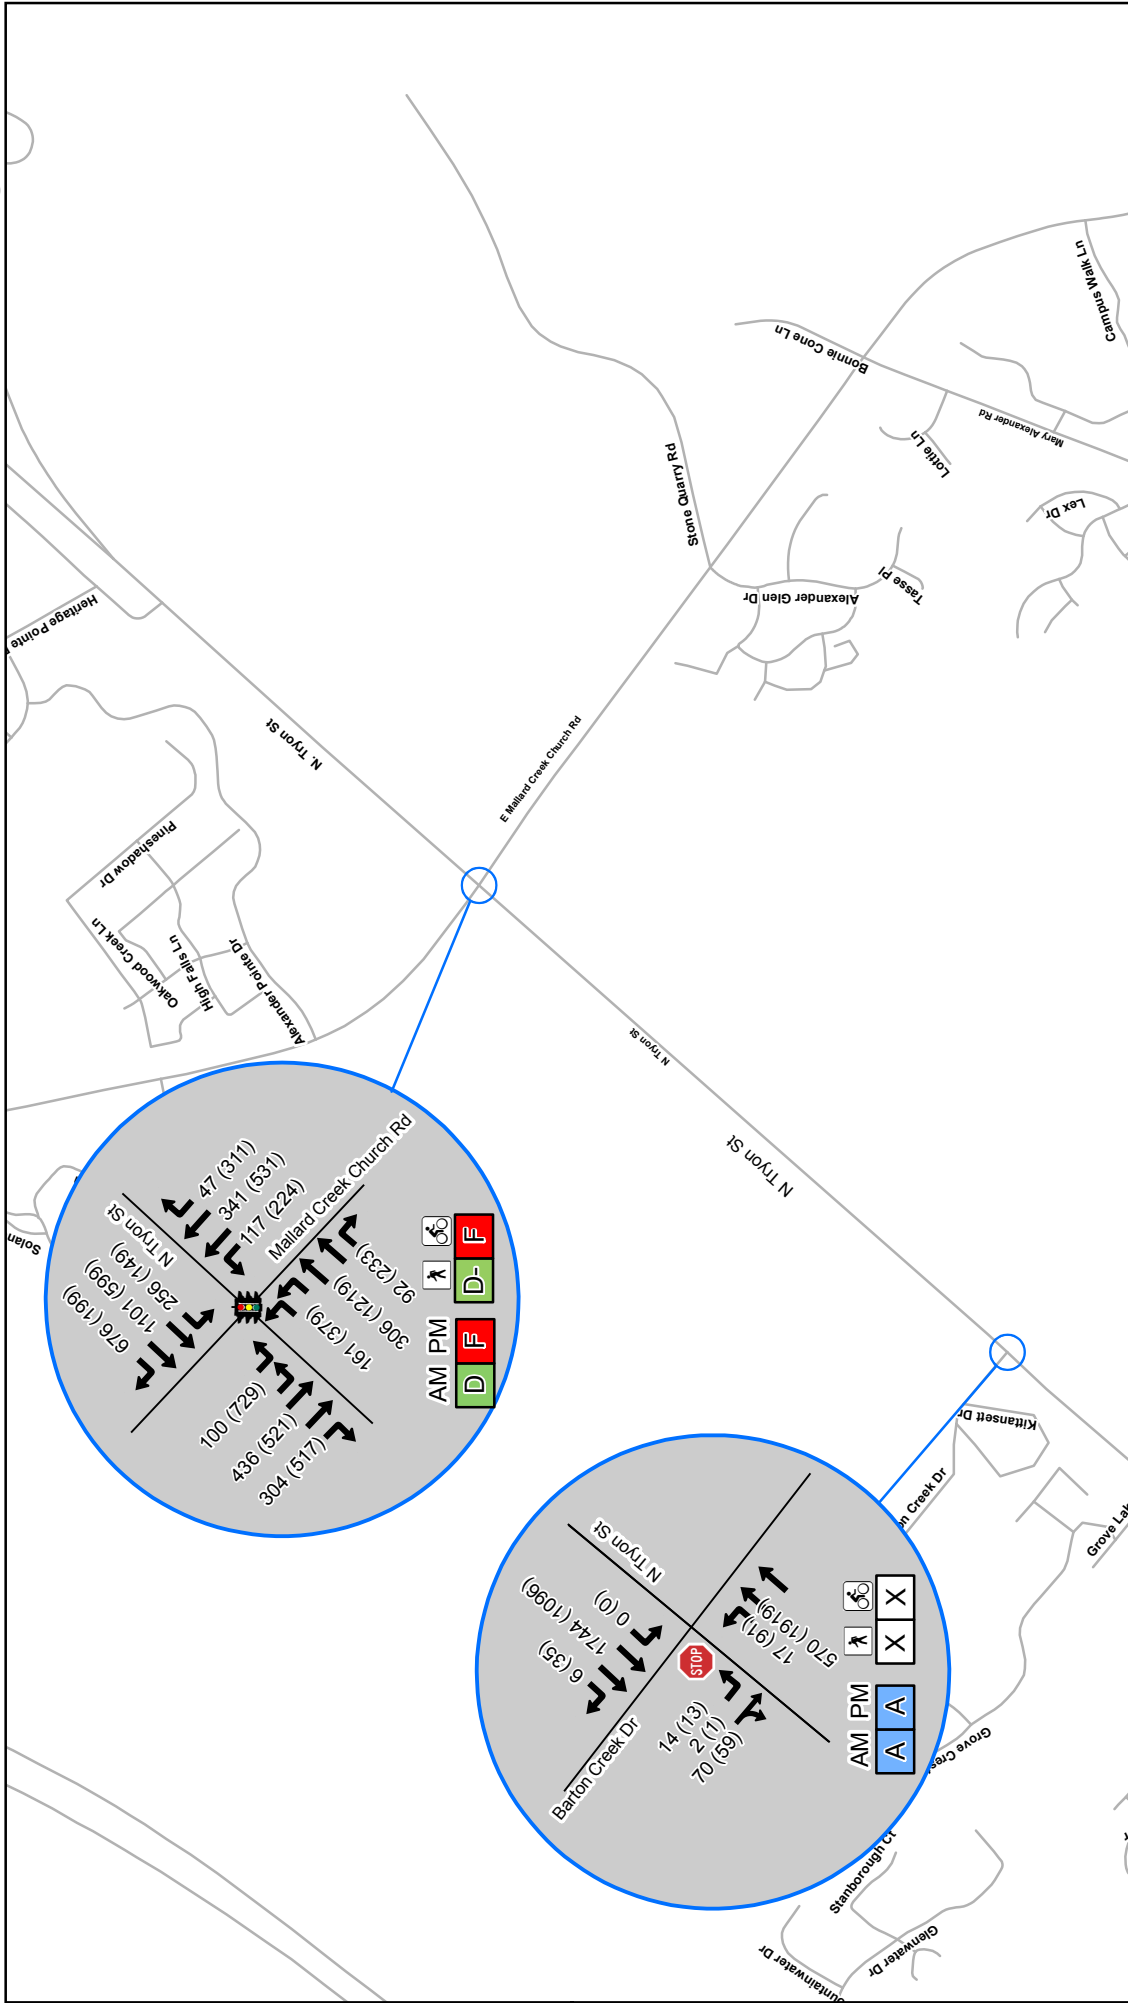 Campus Walk Ln
Bonnie Cone Ln
Mary Alexander Rd
Lottie Ln
Stone Quarry Rd
Lex Dr
Tasse Pl
Alexander Glen Dr
Heritage Pointe
N. Tryon St
E Mallard Creek Church Rd
Pineshadow Dr
Oakwood Creek Ln
High Falls Ln
Alexander Pointe Dr
N Tryon St
N Tryon St
Solan
N Tryon St
47 (311)
341 (531)
117 (224)
Mallard Creek Church Rd
256 (149)
1101 (599)
676 (199)
92 (233)
306 (1219)
161 (379)
100 (729)
436 (521)
304 (517)
D- F
AM PM
D F
Kittansett Dr
on Creek Dr
Grove Lak
N Tryon St
0 (0)
1744 (1096)
6 (35)
STOP
17 (91)
570 (1919)
14 (13)
2 (1)
70 (59)
Barton Creek Dr
X X
AM PM
A A
Grove Cres
Stanborough Ct
Glenwater Dr
ountainwater Dr